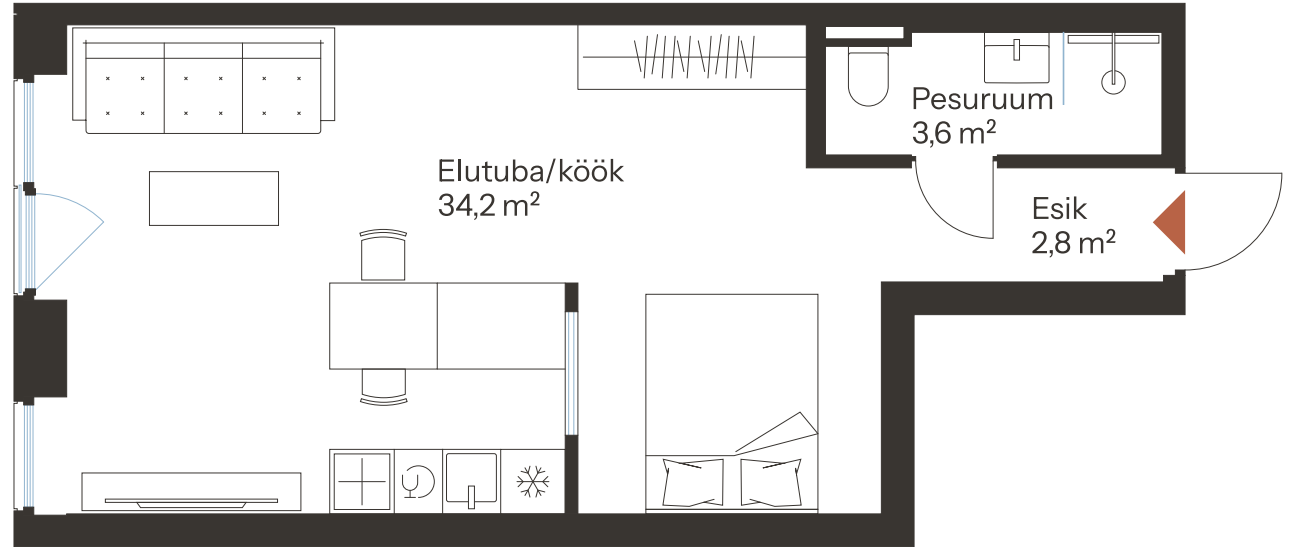 Elutuba/köök
34,2 m²
Pesuruum
3,6 m²
Esik
2,8 m²